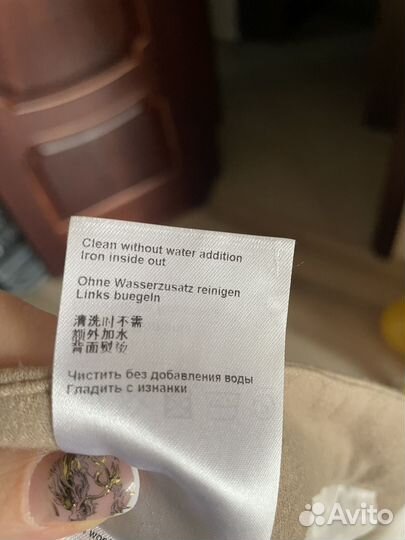 Clean without water addition
Iron inside out
Ohne Wasserzusatz reinigen
Links buegeln
清洗时不需
额外加水
背面熨烫
Чистить без добавления воды
Гладить с изнанки
Avito